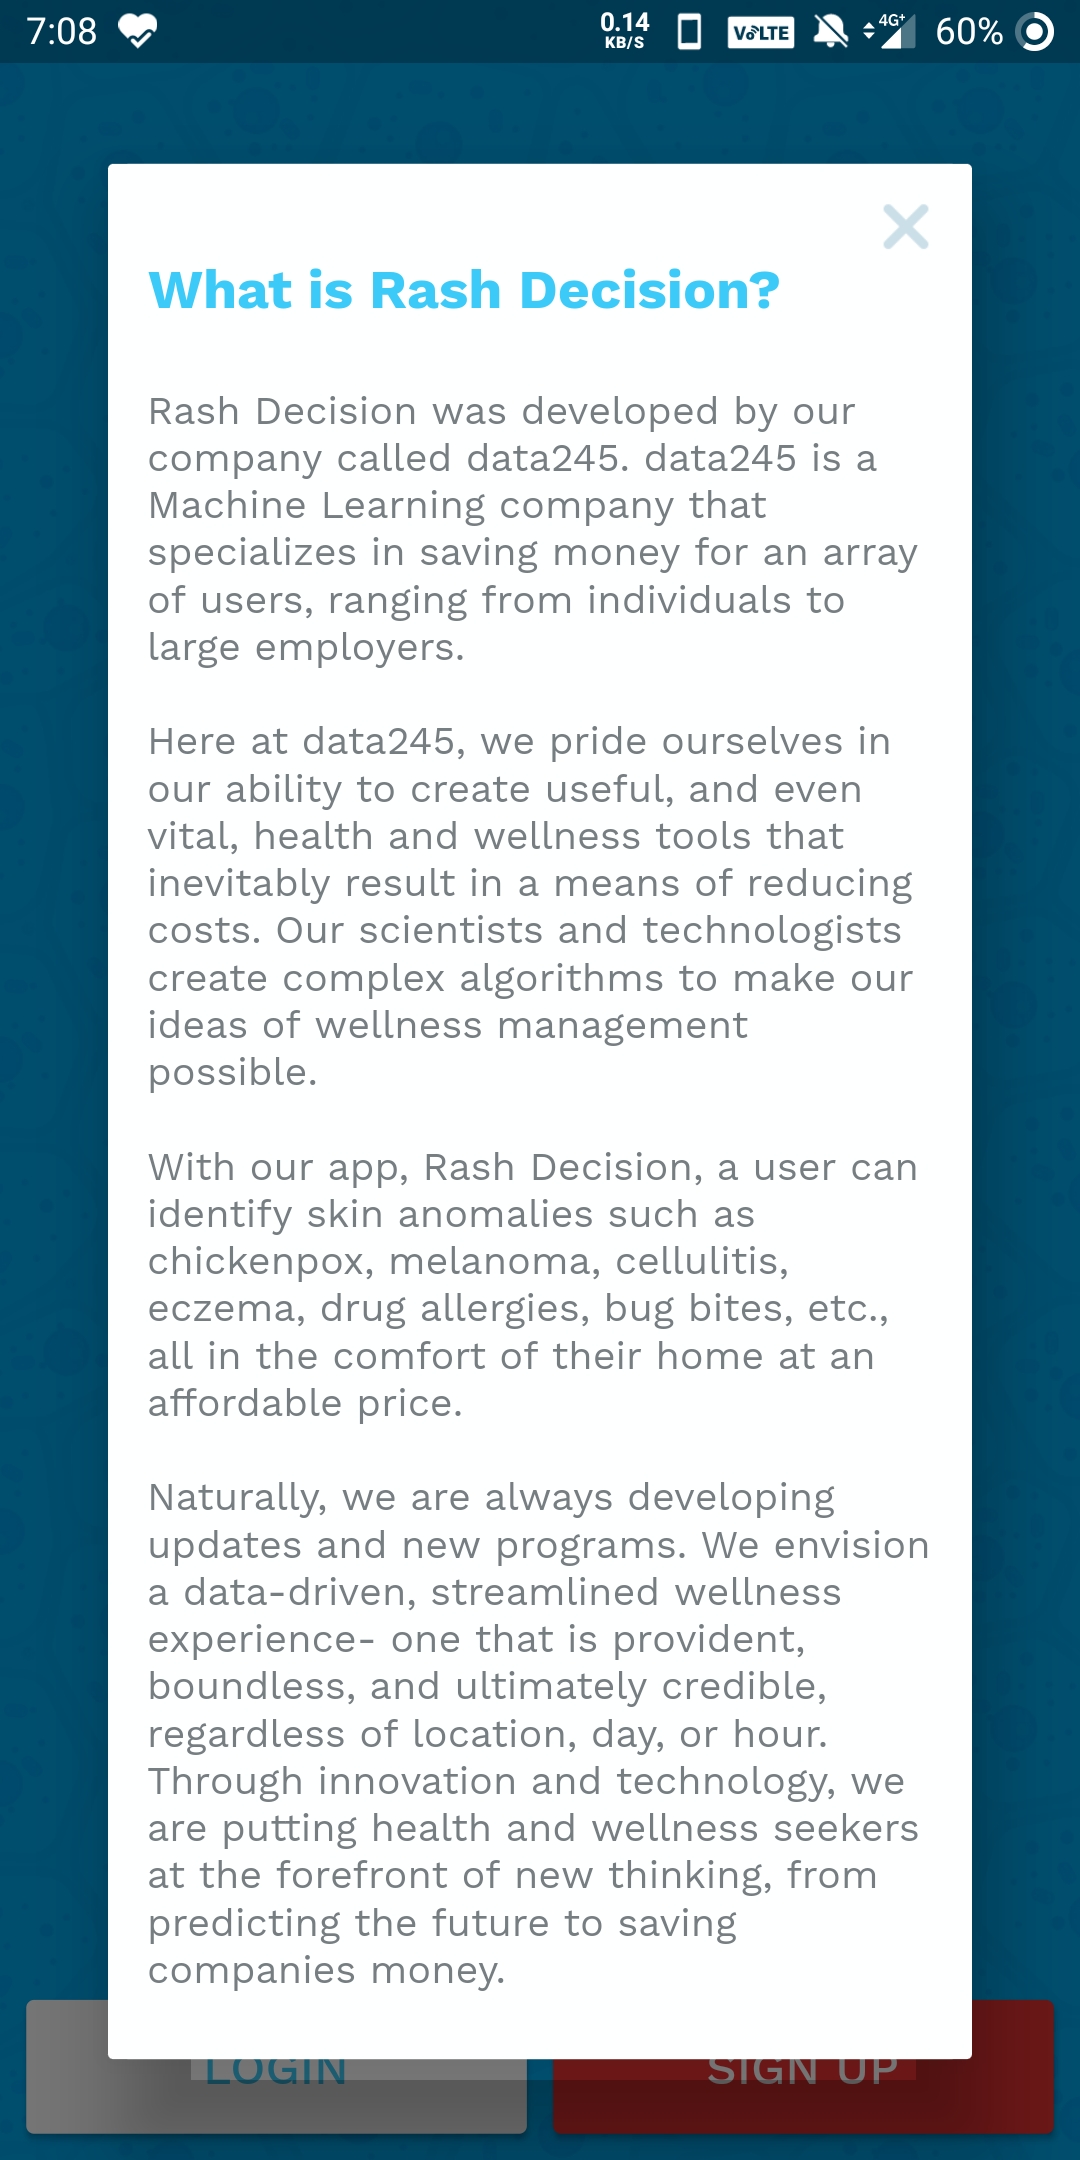 7:08 0.14 KB/S VoLTE 4G+ 60%
What is Rash Decision?
Rash Decision was developed by our
company called data245. data245 is a
Machine Learning company that
specializes in saving money for an array
of users, ranging from individuals to
large employers.
Here at data245, we pride ourselves in
our ability to create useful, and even
vital, health and wellness tools that
inevitably result in a means of reducing
costs. Our scientists and technologists
create complex algorithms to make our
ideas of wellness management
possible.
With our app, Rash Decision, a user can
identify skin anomalies such as
chickenpox, melanoma, cellulitis,
eczema, drug allergies, bug bites, etc.,
all in the comfort of their home at an
affordable price.
Naturally, we are always developing
updates and new programs. We envision
a data-driven, streamlined wellness
experience- one that is provident,
boundless, and ultimately credible,
regardless of location, day, or hour.
Through innovation and technology, we
are putting health and wellness seekers
at the forefront of new thinking, from
predicting the future to saving
companies money.
LOGIN SIGN UP